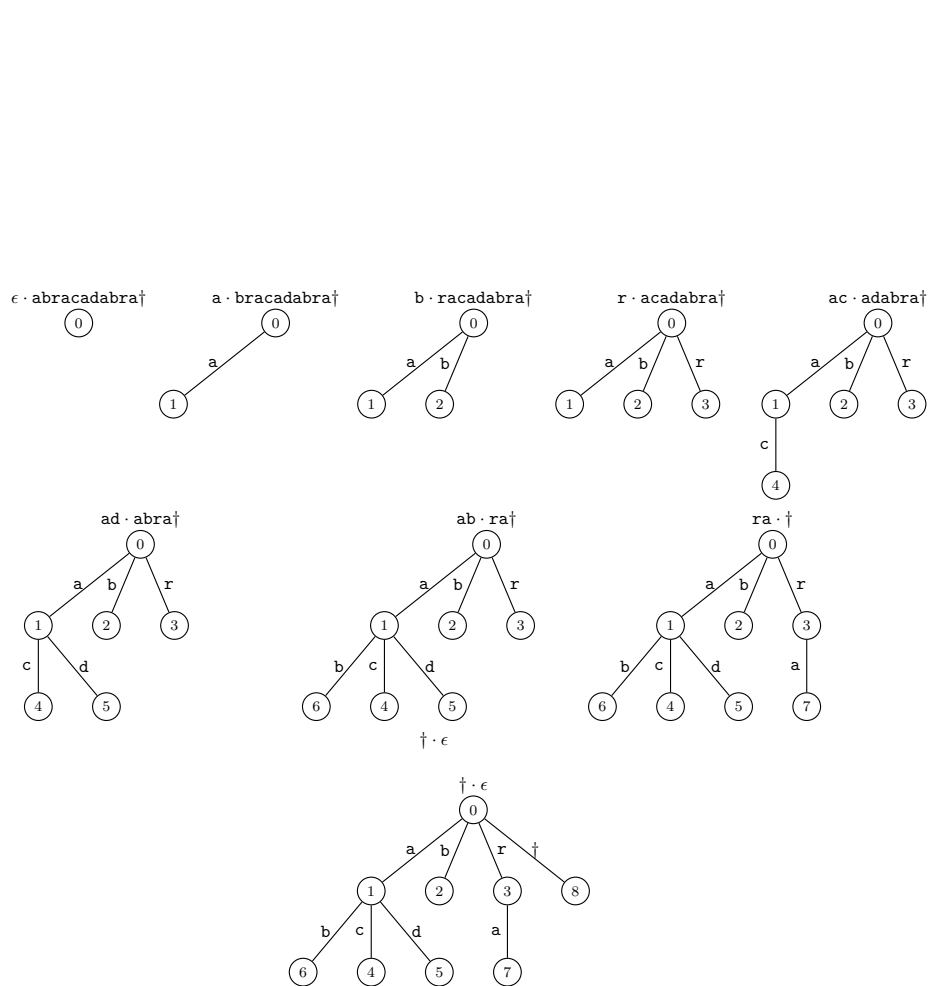 ϵ · abracadabra† a · bracadabra† b · racadabra† r · acadabra† ac · adabra†
0 0 0 0 0
a a b a b r a b r
1 1 2 1 2 3 1 2 3
c
4
ad · abra† ab · ra† ra · †
0 0 0
a b r a b r a b r
1 2 3 1 2 3 1 2 3
c d b c d b c d a
4 5 6 4 5 6 4 5 7
† · ϵ
† · ϵ
0
a b r †
1 2 3 8
b c d a
6 4 5 7